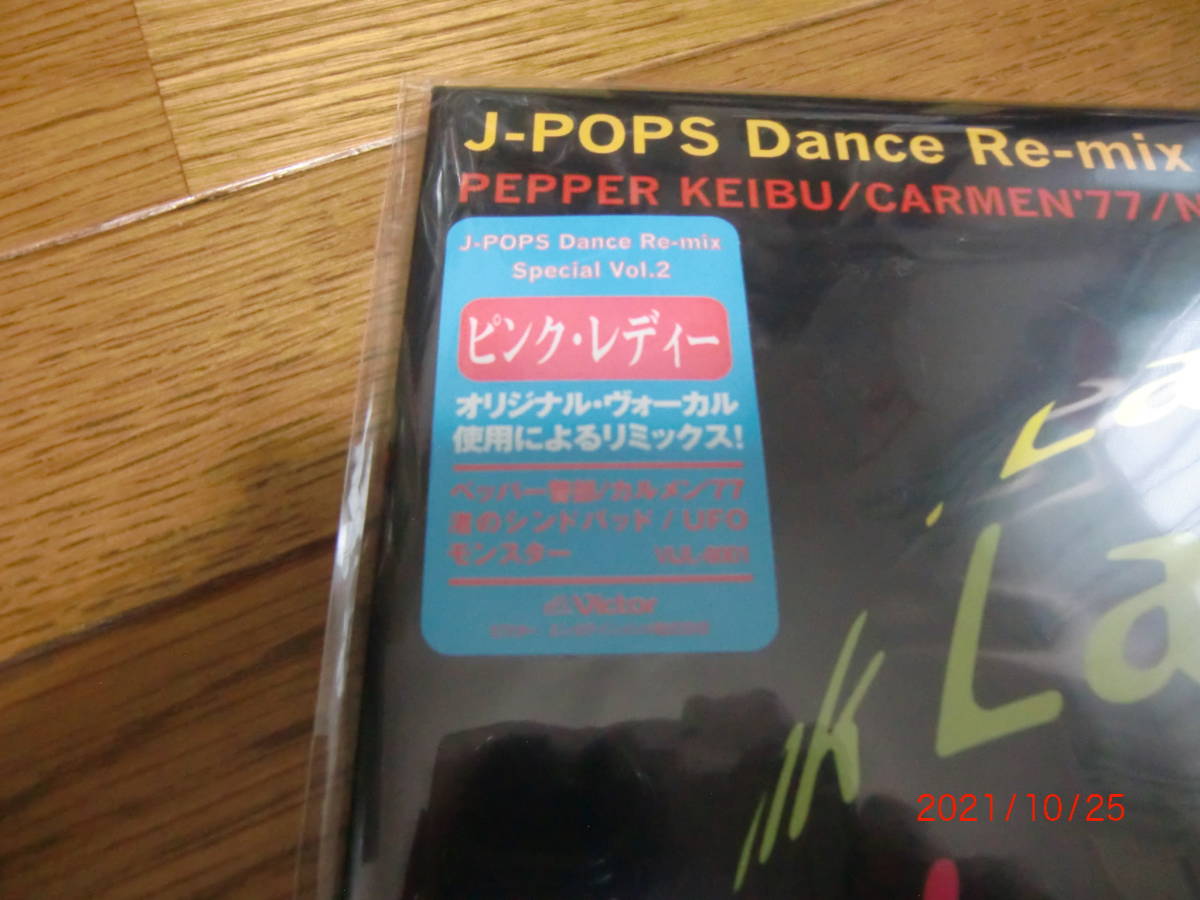 J-POPS Dance Re-mix
PEPPER KEIBU/CARMEN'77/N
J-POPS Dance Re-mix
Special Vol.2
ピンク・レディー
オリジナル・ヴォーカル
使用によるリミックス!
ペッパー警部/カルメン'77
渚のシンドバッド/UFO
モンスター
Victor
La
La
nk
2021/10/25